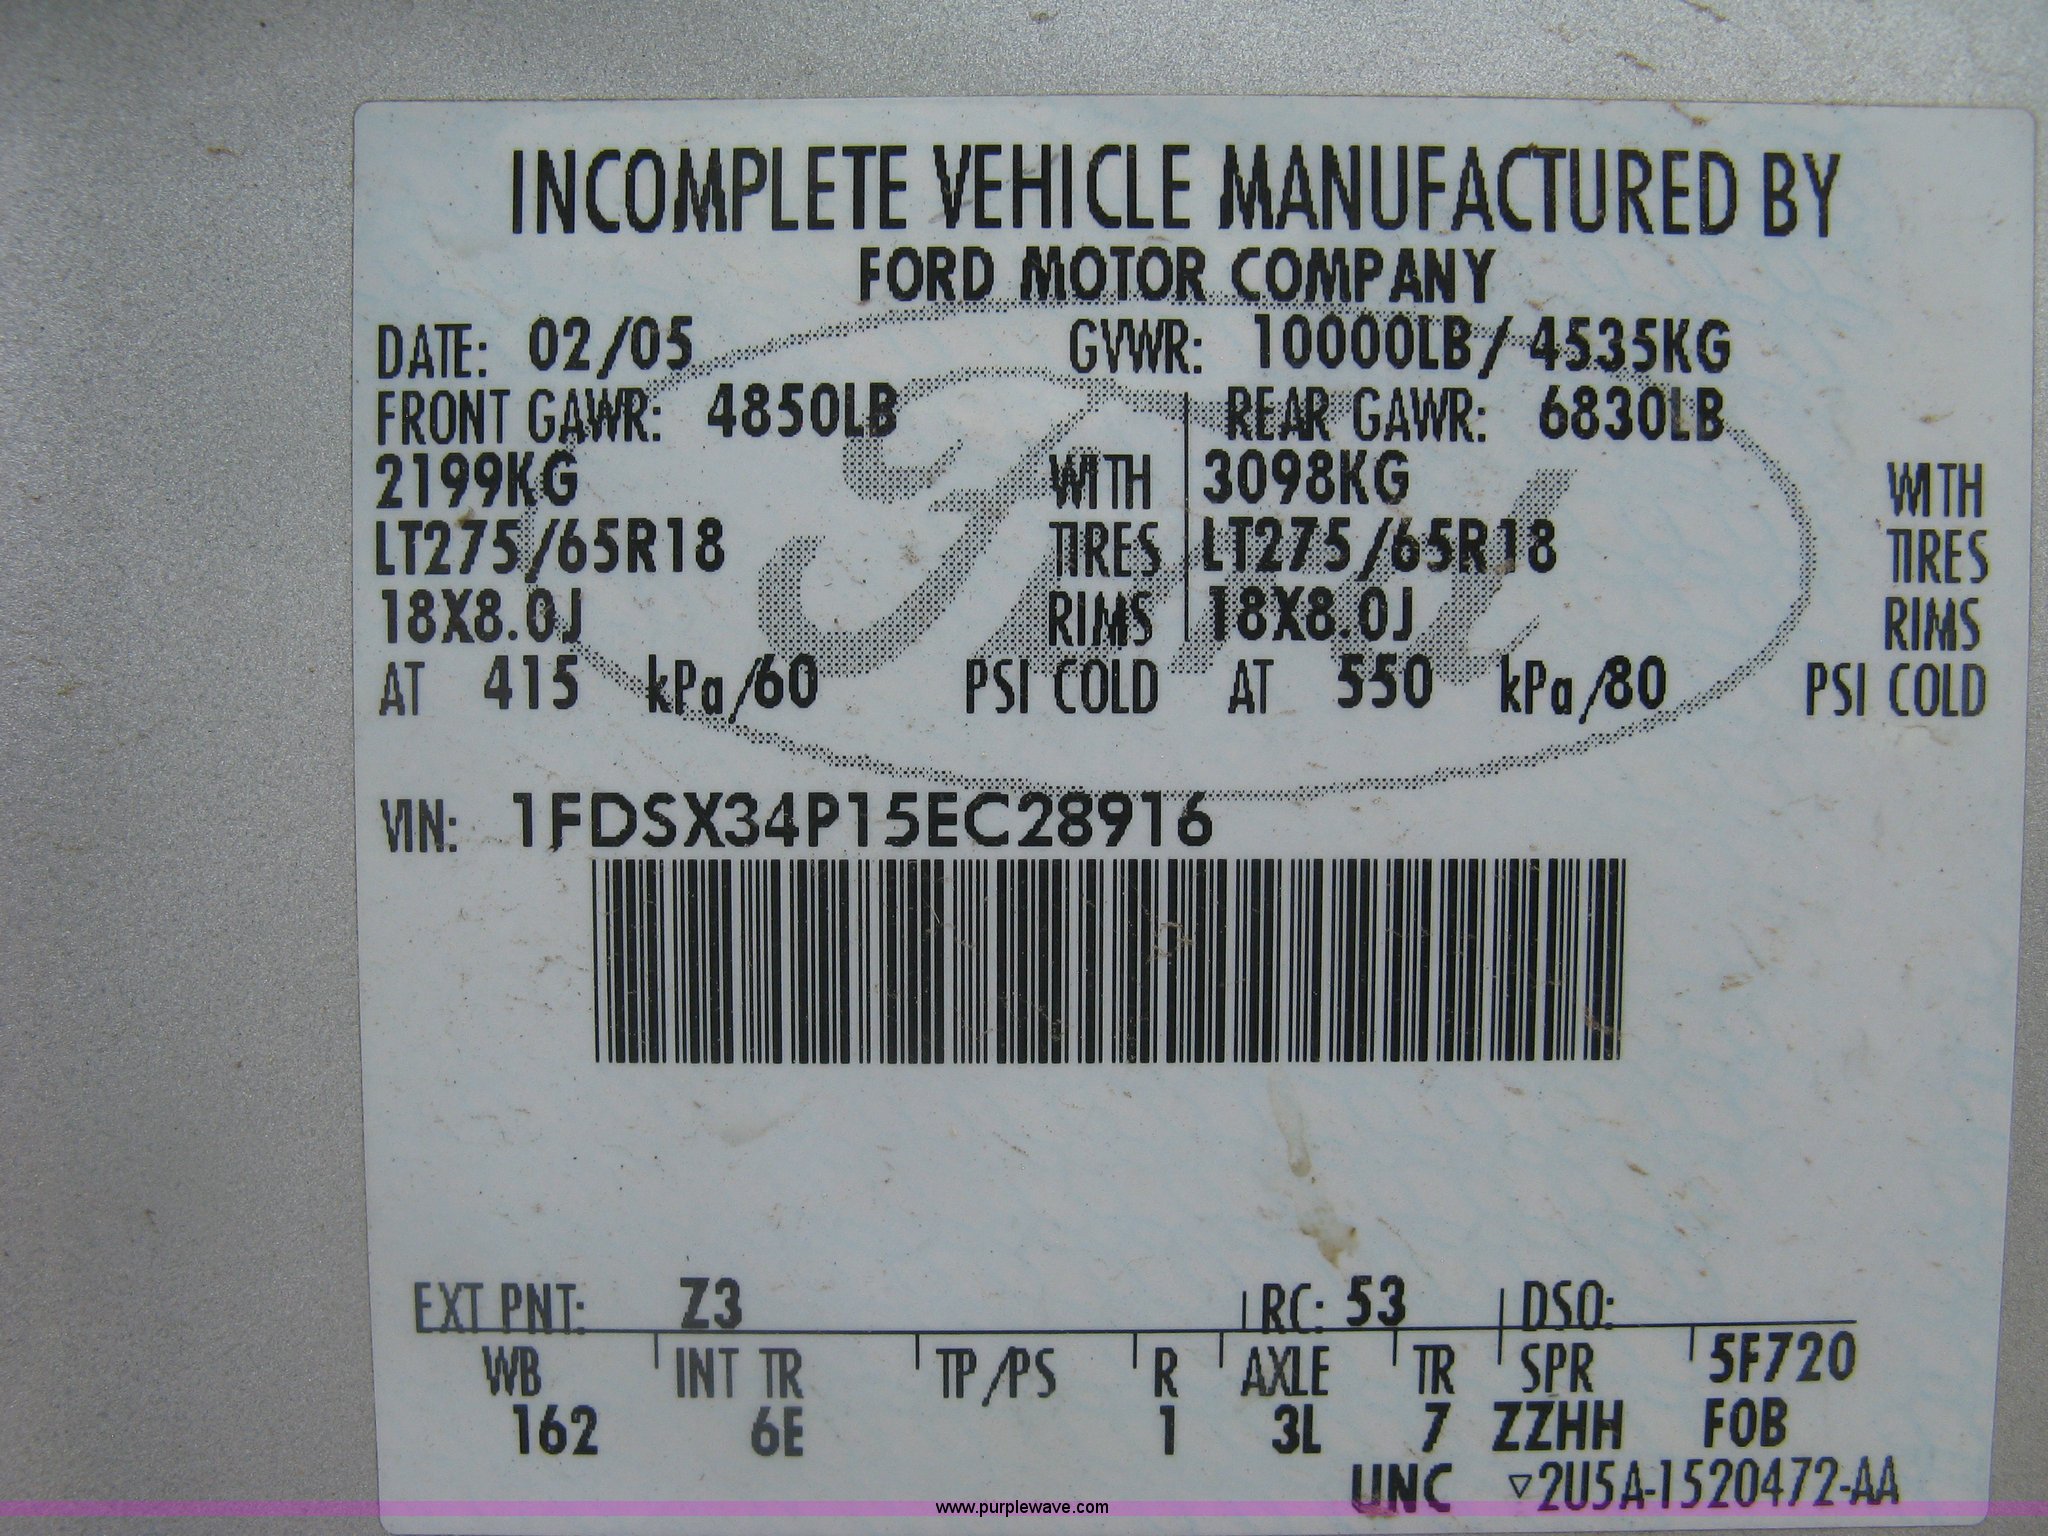 INCOMPLETE VEHICLE MANUFACTURED BY
FORD MOTOR COMPANY
DATE: 02/05 GVWR: 10000LB/ 4535KG
FRONT GAWR: 4850LB REAR GAWR: 6830LB
2199KG WITH 3098KG WITH
LT275/65R18 TIRES LT275/65R18 TIRES
18X8.0J RIMS 18X8.0J RIMS
AT 415 kPa/60 PSI COLD AT 550 kPa/80 PSI COLD
Ford
VIN: 1FDSX34P15EC28916
EXT PNT: Z3 RC: 53 DSO:
WB INT TR TP/PS R AXLE TR SPR 5F720
162 6E 1 3L 7 ZZHH FOB
UNC ▽2U5A-1520472-AA
www.purplewave.com